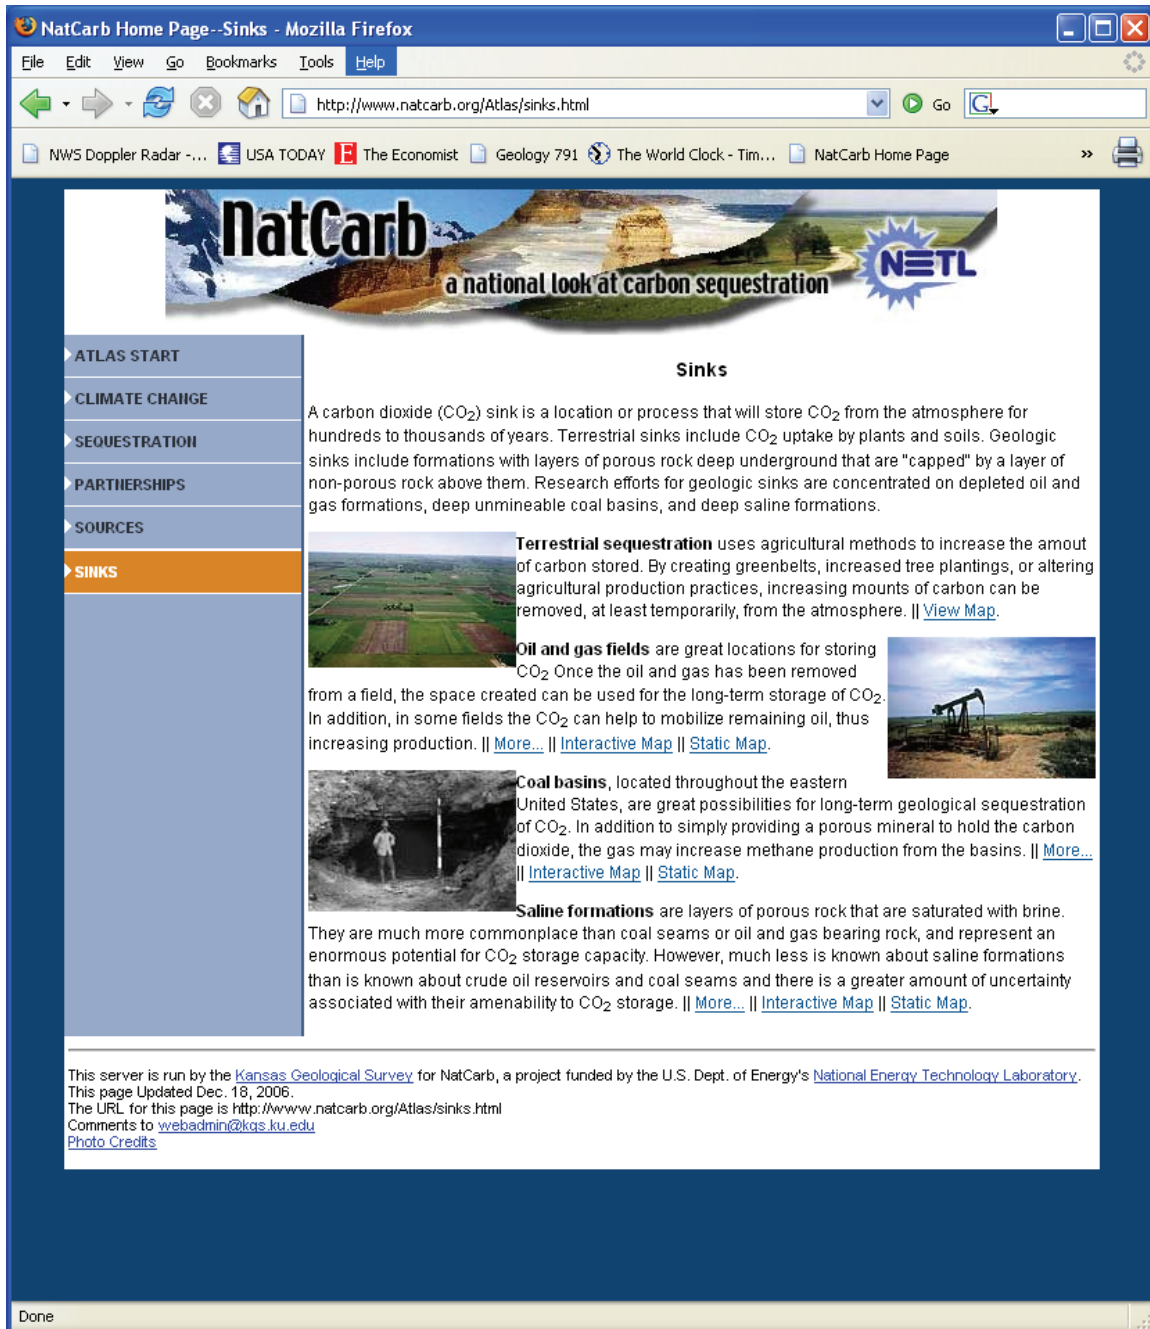 NatCarb Home Page--Sinks - Mozilla Firefox
File Edit View Go Bookmarks Tools Help
http://www.natcarb.org/Atlas/sinks.html Go G
NWS Doppler Radar -... USA TODAY E The Economist Geology 791 The World Clock - Tim... NatCarb Home Page »
NatCarb
a national look at carbon sequestration
NETL
ATLAS START
CLIMATE CHANGE
SEQUESTRATION
PARTNERSHIPS
SOURCES
SINKS
Sinks
A carbon dioxide (CO2) sink is a location or process that will store CO2 from the atmosphere for
hundreds to thousands of years. Terrestrial sinks include CO2 uptake by plants and soils. Geologic
sinks include formations with layers of porous rock deep underground that are "capped" by a layer of
non-porous rock above them. Research efforts for geologic sinks are concentrated on depleted oil and
gas formations, deep unmineable coal basins, and deep saline formations.
Terrestrial sequestration uses agricultural methods to increase the amout
of carbon stored. By creating greenbelts, increased tree plantings, or altering
agricultural production practices, increasing mounts of carbon can be
removed, at least temporarily, from the atmosphere. || View Map.
Oil and gas fields are great locations for storing
CO2 Once the oil and gas has been removed
from a field, the space created can be used for the long-term storage of CO2.
In addition, in some fields the CO2 can help to mobilize remaining oil, thus
increasing production. || More... || Interactive Map || Static Map.
Coal basins, located throughout the eastern
United States, are great possibilities for long-term geological sequestration
of CO2. In addition to simply providing a porous mineral to hold the carbon
dioxide, the gas may increase methane production from the basins. || More...
|| Interactive Map || Static Map.
Saline formations are layers of porous rock that are saturated with brine.
They are much more commonplace than coal seams or oil and gas bearing rock, and represent an
enormous potential for CO2 storage capacity. However, much less is known about saline formations
than is known about crude oil reservoirs and coal seams and there is a greater amount of uncertainty
associated with their amenability to CO2 storage. || More... || Interactive Map || Static Map.
This server is run by the Kansas Geological Survey for NatCarb, a project funded by the U.S. Dept. of Energy's National Energy Technology Laboratory.
This page Updated Dec. 18, 2006.
The URL for this page is http://www.natcarb.org/Atlas/sinks.html
Comments to webadmin@kgs.ku.edu
Photo Credits
Done